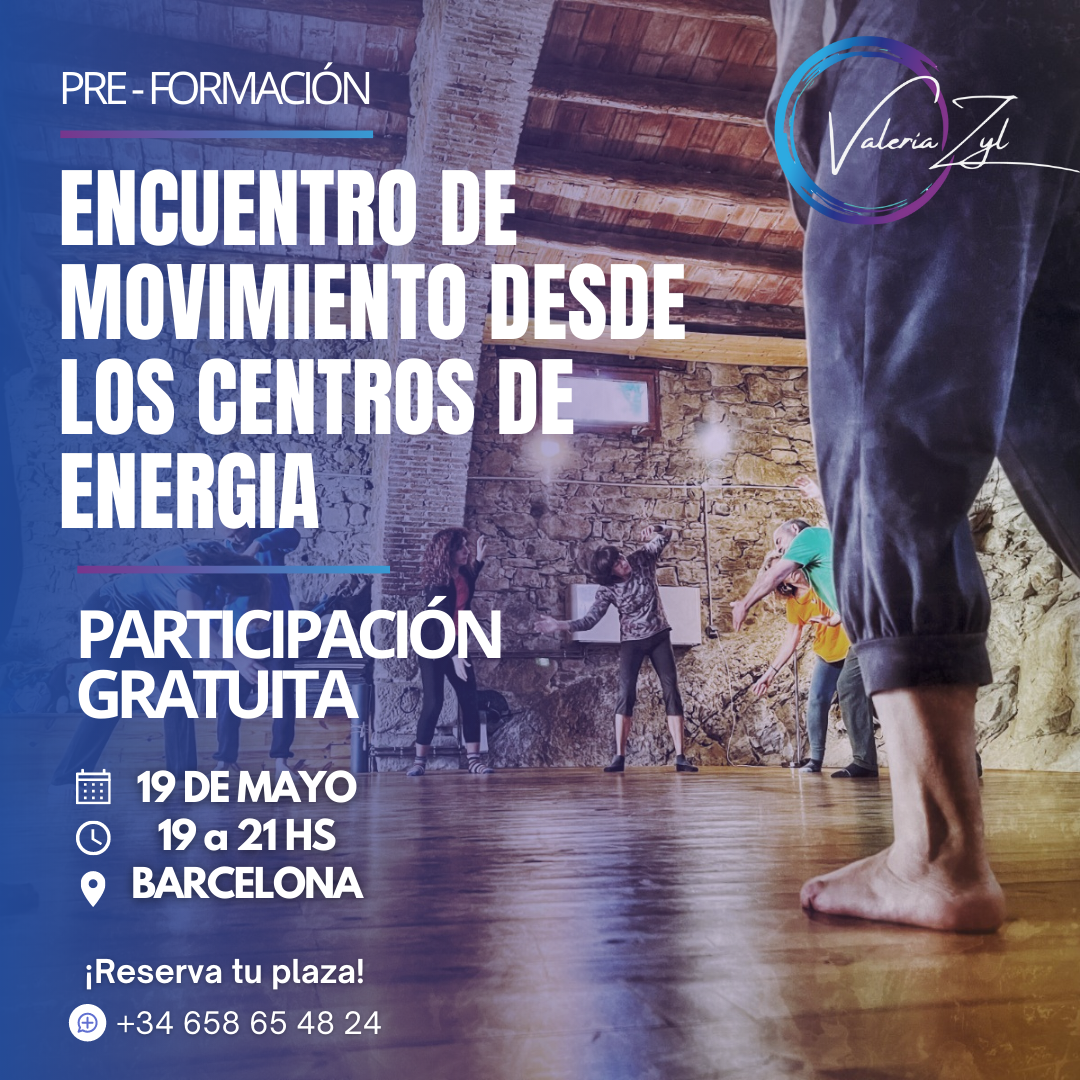 PRE - FORMACIÓN
Valeria Zyl
ENCUENTRO DE
MOVIMIENTO DESDE
LOS CENTROS DE
ENERGIA
PARTICIPACIÓN
GRATUITA
19 DE MAYO
19 a 21 HS
BARCELONA
¡Reserva tu plaza!
+34 658 65 48 24